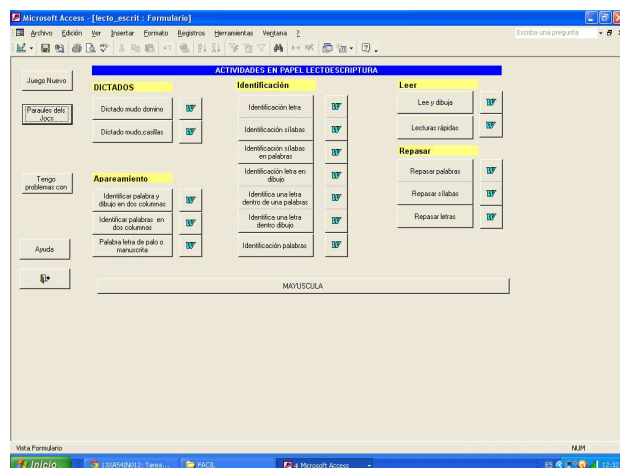 Microsoft Access - [lecto_escrit : Formulario]
Archivo Edición Ver Insertar Formato Registros Herramientas Ventana ?
Escriba una pregunta
ACTIVIDADES EN PAPEL LECTOESCRIPTURA
Juego Nuevo
Paraules dels
Jocs
Tengo
problemas con
Ayuda
DICTADOS
Dictado mudo domino
Dictado mudo,casillas
Apareamiento
Identificar palabra y
dibujo en dos columnas
Identificar palabras en
dos columnas
Palabra letra de palo o
manuscrita
Identificación
Identificación letra
Identificación sílabas
Identificación sílabas
en palabras
Identificación letra en
dibujo
Identifica una letra
dentro de una palabras
Identifica una letra
dentro dibujo
Identificación palabras
Leer
Lee y dibuja
Lecturas rápidas
Repasar
Repasar palabras
Repasar sílabas
Repasar letras
MAYUSCULA
Vista Formulario
NUM
Inicio
FACIL
4 Microsoft Access
ES
12:33